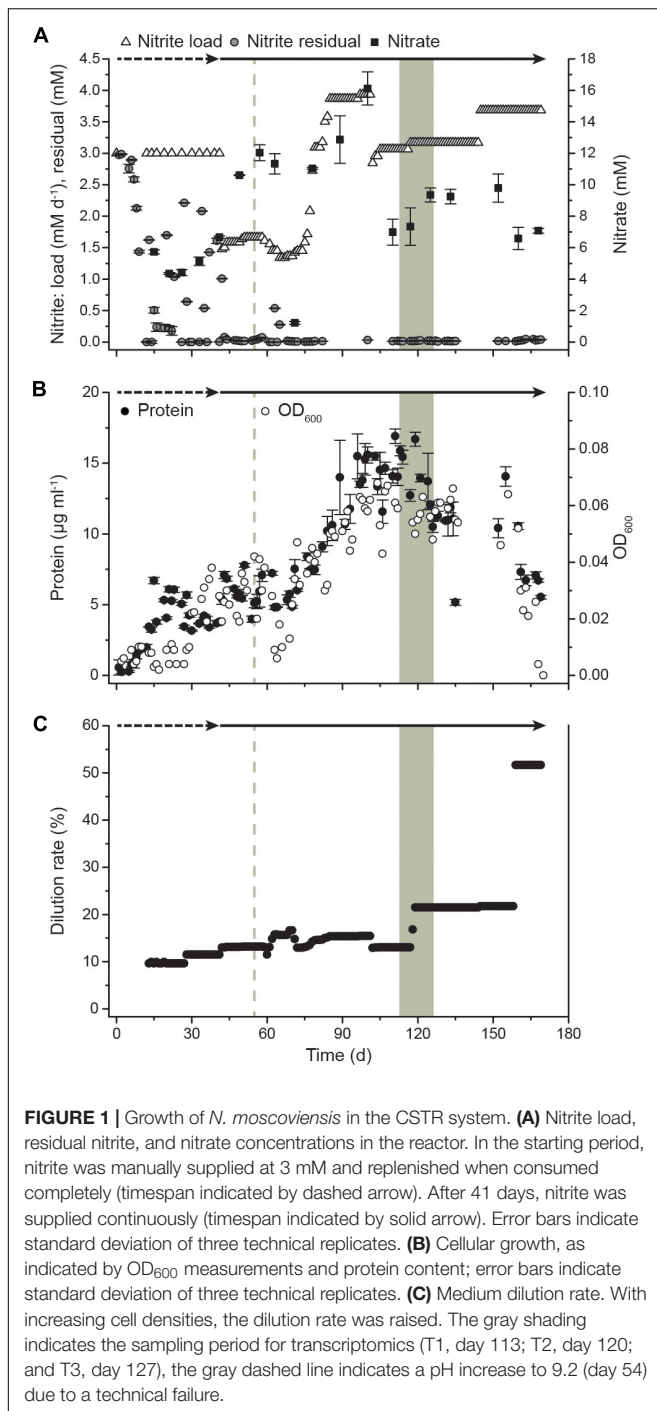 A
Nitrite load Nitrite residual Nitrate
4.5
4.0
3.5
3.0
2.5
2.0
1.5
1.0
0.5
0.0
Nitrite: load (mM d⁻¹), residual (mM)
18
16
14
12
10
8
6
4
2
0
Nitrate (mM)
B
Protein OD₆₀₀
20
15
10
5
0
Protein (µg ml⁻¹)
0.10
0.08
0.06
0.04
0.02
0.00
OD₆₀₀
C
60
50
40
30
20
10
0
Dilution rate (%)
0 30 60 90 120 150 180
Time (d)
FIGURE 1 | Growth of N. moscoviensis in the CSTR system. (A) Nitrite load,
residual nitrite, and nitrate concentrations in the reactor. In the starting period,
nitrite was manually supplied at 3 mM and replenished when consumed
completely (timespan indicated by dashed arrow). After 41 days, nitrite was
supplied continuously (timespan indicated by solid arrow). Error bars indicate
standard deviation of three technical replicates. (B) Cellular growth, as
indicated by OD₆₀₀ measurements and protein content; error bars indicate
standard deviation of three technical replicates. (C) Medium dilution rate. With
increasing cell densities, the dilution rate was raised. The gray shading
indicates the sampling period for transcriptomics (T1, day 113; T2, day 120;
and T3, day 127), the gray dashed line indicates a pH increase to 9.2 (day 54)
due to a technical failure.